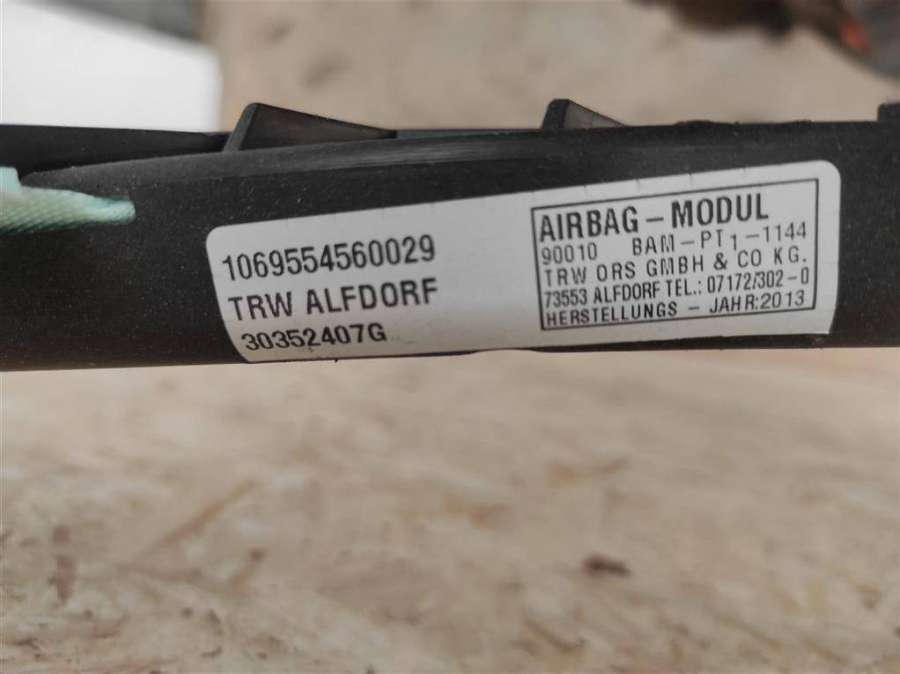 1069554560029
TRW ALFDORF
30352407G
AIRBAG - MODUL
90010 BAM - PT1 - 1144
TRW ORS GMBH & CO KG.
73553 ALFDORF TEL.: 07172/302-0
HERSTELLUNGS - JAHR:2013